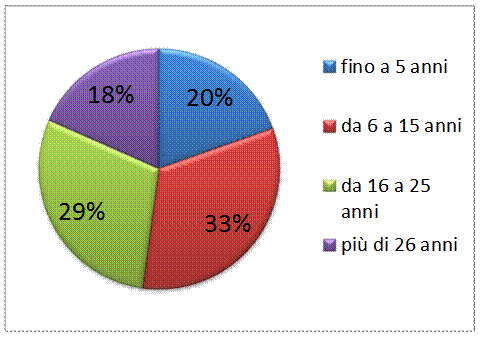 18%
20%
29%
33%
fino a 5 anni
da 6 a 15 anni
da 16 a 25
anni
più di 26 anni